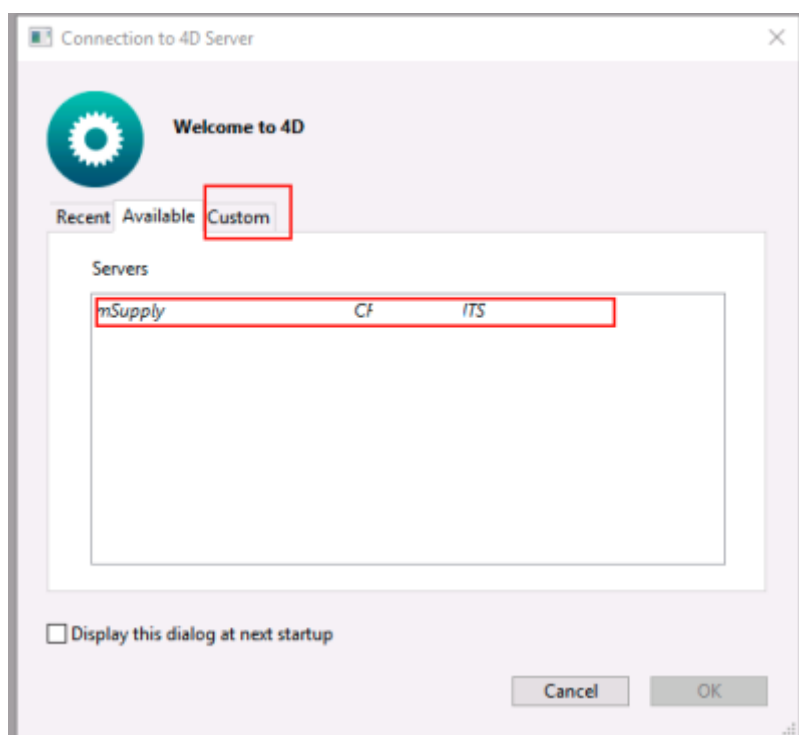 Connection to 4D Server
Welcome to 4D
Recent Available Custom
Servers
mSupply ITS
Display this dialog at next startup
Cancel OK